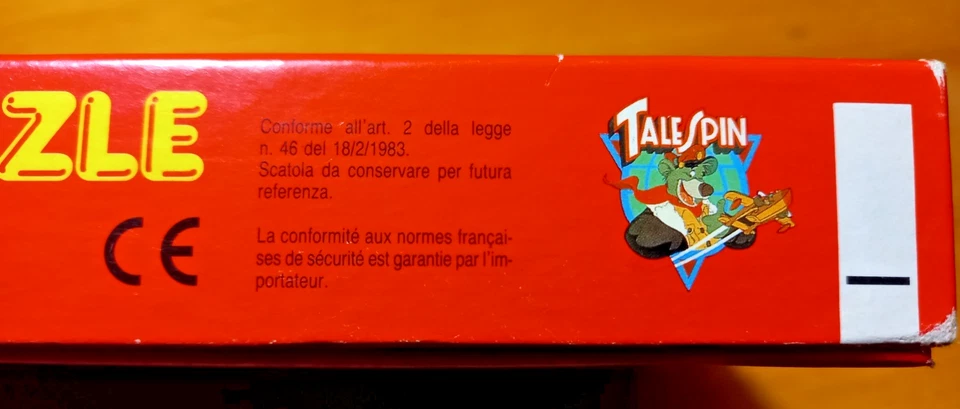 ZLE
CE
Conforme all'art. 2 della legge
n. 46 del 18/2/1983.
Scatola da conservare per futura
referenza.
La conformité aux normes françai-
ses de sécurité est garantie par l'im-
portateur.
TALESPIN